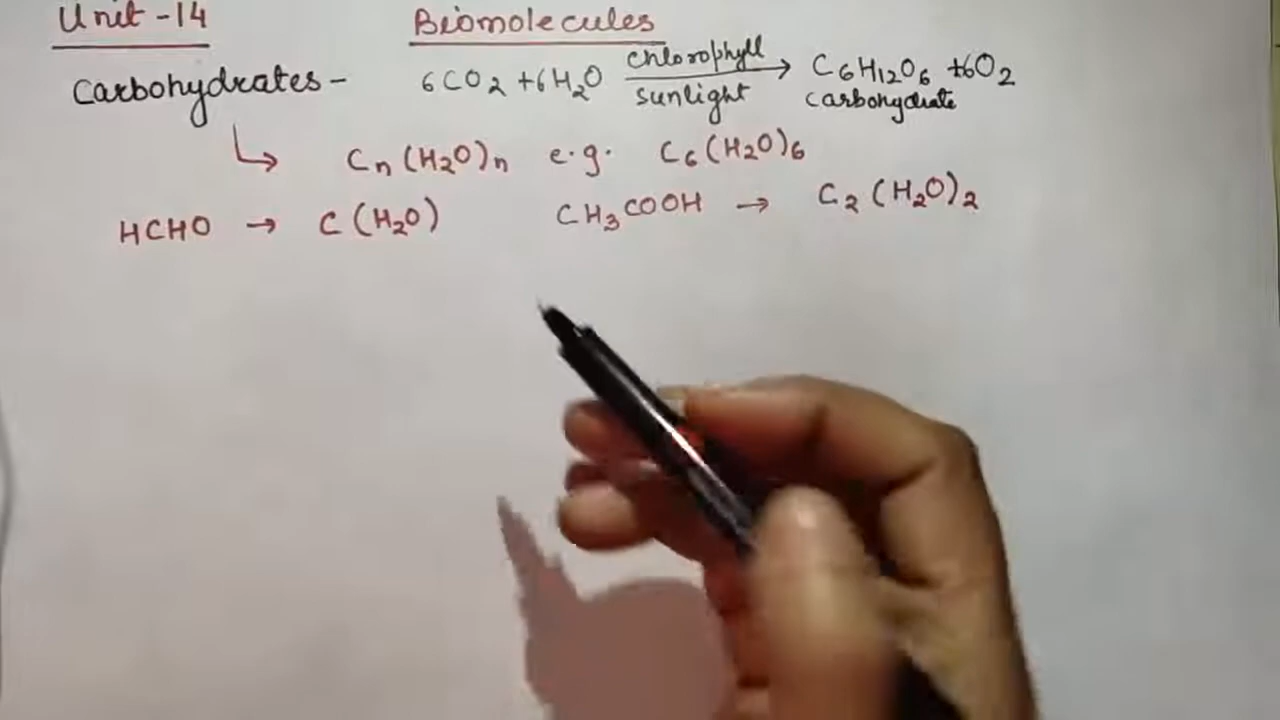 Unit-14 Biomolecules
Carbohydrates- 6CO2 +6H2O chlorophyll sunlight → C6H12O6 +6O2
carbohydrate
↳ Cn(H2O)n e.g. C6(H2O)6
HCHO → C(H2O) CH3COOH → C2(H2O)2